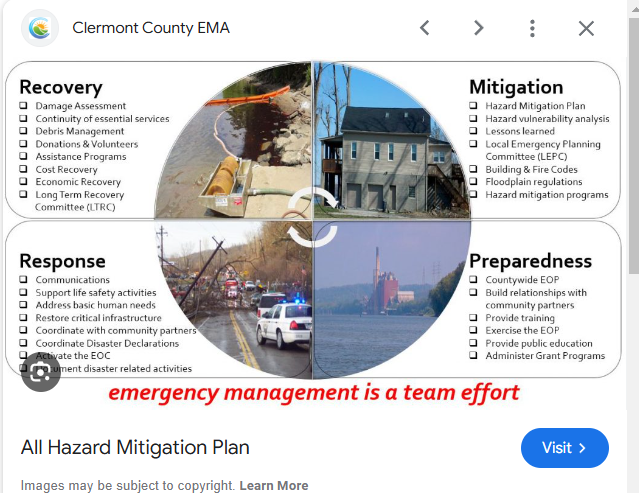 Clermont County EMA
Recovery
Damage Assessment
Continuity of essential services
Debris Management
Donations & Volunteers
Assistance Programs
Cost Recovery
Economic Recovery
Long Term Recovery
Committee (LTRC)
Mitigation
Hazard Mitigation Plan
Hazard vulnerability analysis
Lessons learned
Local Emergency Planning
Committee (LEPC)
Building & Fire Codes
Floodplain regulations
Hazard mitigation programs
Response
Communications
Support life safety activities
Address basic human needs
Restore critical infrastructure
Coordinate with community partners
Coordinate Disaster Declarations
Activate the EOC
disaster related activities
Preparedness
Countywide EOP
Build relationships with
community partners
Provide training
Exercise the EOP
Provide public education
Administer Grant Programs
emergency management is a team effort
All Hazard Mitigation Plan
Visit
Images may be subject to copyright. Learn More